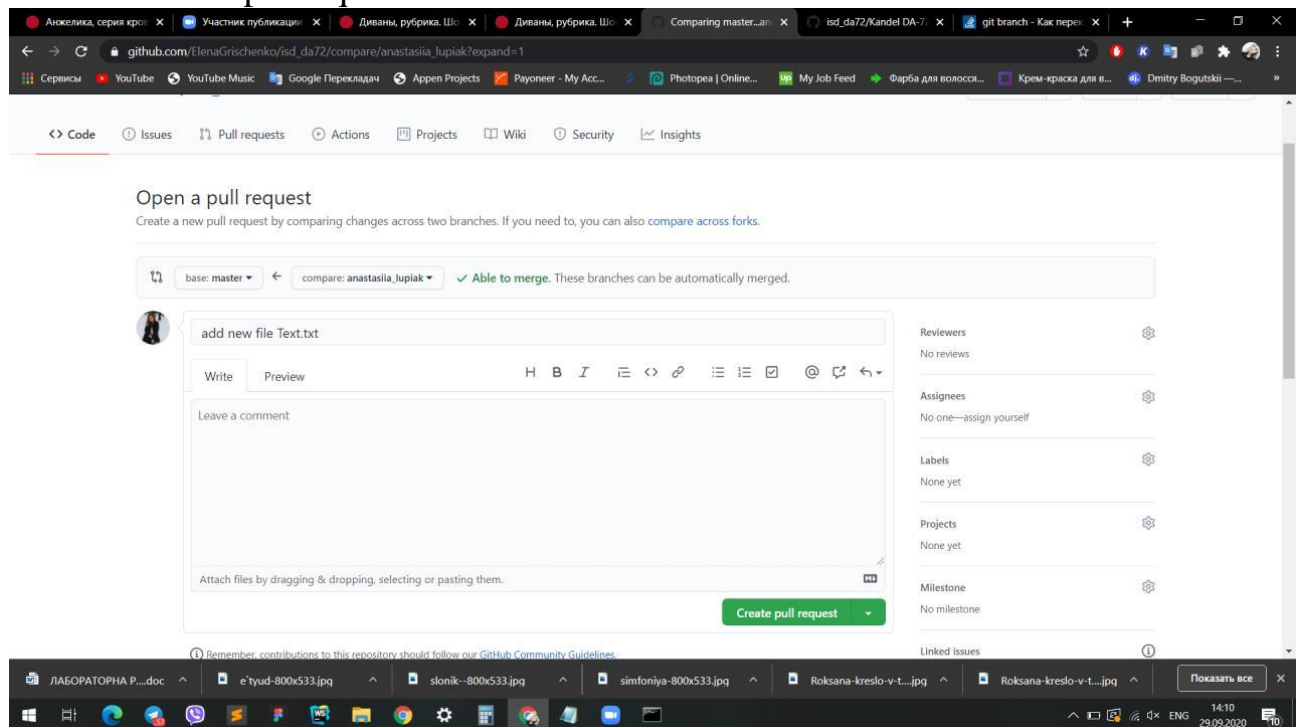 Анжелика, серия кро
Участник публикации
Диваны, рубрика. Шо
Диваны, рубрика. Шо
Comparing master...an
isd_da72/Kandel DA-7
git branch - Как перек
github.com/ElenaGrischenko/isd_da72/compare/anastasiia_lupiak?expand=1
Сервисы YouTube YouTube Music Google Перекладач Appen Projects Payoneer - My Acc... Photopea | Online... My Job Feed Фарба для волосся... Крем-краска для в... Dmitry Bogutskii —... »
<> Code Issues Pull requests Actions Projects Wiki Security Insights
Open a pull request
Create a new pull request by comparing changes across two branches. If you need to, you can also compare across forks.
base: master compare: anastasiia_lupiak Able to merge. These branches can be automatically merged.
add new file Text.txt
Write Preview H B I
Leave a comment
Attach files by dragging & dropping, selecting or pasting them.
Create pull request
Remember, contributions to this repository should follow our GitHub Community Guidelines.
Reviewers
No reviews
Assignees
No one—assign yourself
Labels
None yet
Projects
None yet
Milestone
No milestone
Linked issues
ЛАБОРАТОРНА Р....doc e`tyud-800x533.jpg slonik--800x533.jpg simfoniya-800x533.jpg Roksana-kreslo-v-t....jpg Roksana-kreslo-v-t....jpg Показать все
ENG 14:10
29.09.2020 10